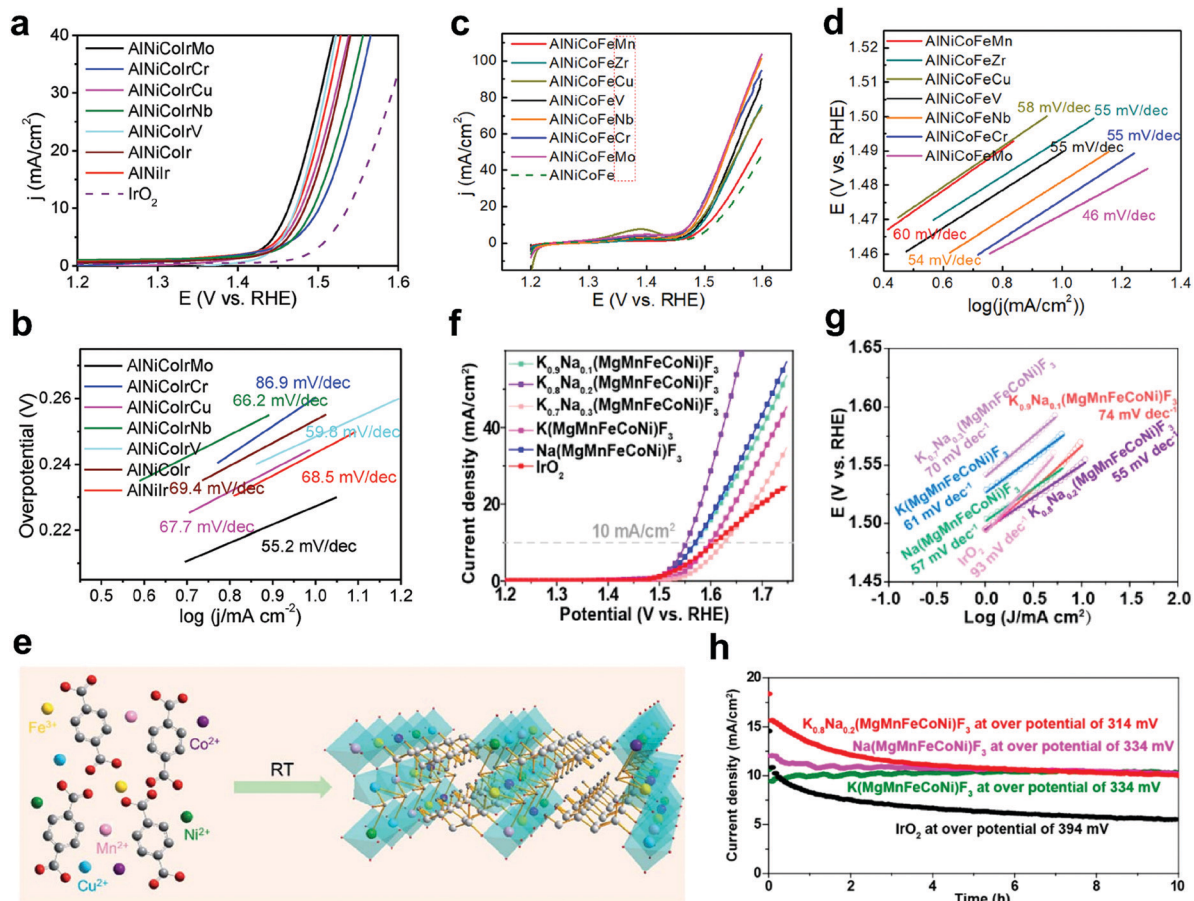 a
40
30
20
10
0
j (mA/cm²)
AlNiCoIrMo
AlNiCoIrCr
AlNiCoIrCu
AlNiCoIrNb
AlNiCoIrV
AlNiCoIr
AlNiIr
IrO₂
1.2 1.3 1.4 1.5 1.6
E (V vs. RHE)
c
100
80
60
40
20
0
j (mA/cm²)
AlNiCoFeMn
AlNiCoFeZr
AlNiCoFeCu
AlNiCoFeV
AlNiCoFeNb
AlNiCoFeCr
AlNiCoFeMo
AlNiCoFe
1.2 1.3 1.4 1.5 1.6
E (V vs. RHE)
d
1.52
1.51
1.50
1.49
1.48
1.47
1.46
E (V vs. RHE)
AlNiCoFeMn
AlNiCoFeZr
AlNiCoFeCu
AlNiCoFeV
AlNiCoFeNb
AlNiCoFeCr
AlNiCoFeMo
58 mV/dec
55 mV/dec
55 mV/dec
55 mV/dec
46 mV/dec
60 mV/dec
54 mV/dec
0.4 0.6 0.8 1.0 1.2 1.4
log(j(mA/cm²))
b
0.26
0.24
0.22
Overpotential (V)
AlNiCoIrMo
AlNiCoIrCr
AlNiCoIrCu
AlNiCoIrNb
AlNiCoIrV
AlNiCoIr
AlNiIr
86.9 mV/dec
66.2 mV/dec
59.8 mV/dec
68.5 mV/dec
69.4 mV/dec
67.7 mV/dec
55.2 mV/dec
0.5 0.6 0.7 0.8 0.9 1.0 1.1 1.2
log (j/mA cm⁻²)
f
40
20
0
Current density (mA/cm²)
K₀.₉Na₀.₁(MgMnFeCoNi)F₃
K₀.₈Na₀.₂(MgMnFeCoNi)F₃
K₀.₇Na₀.₃(MgMnFeCoNi)F₃
K(MgMnFeCoNi)F₃
Na(MgMnFeCoNi)F₃
IrO₂
10 mA/cm²
1.2 1.3 1.4 1.5 1.6 1.7
Potential (V vs. RHE)
g
1.65
1.60
1.55
1.50
1.45
E (V vs. RHE)
K₀.₇Na₀.₃(MgMnFeCoNi)F₃
70 mV dec⁻¹
K₀.₉Na₀.₁(MgMnFeCoNi)F₃
74 mV dec⁻¹
K(MgMnFeCoNi)F₃
61 mV dec⁻¹
Na(MgMnFeCoNi)F₃
57 mV dec⁻¹
IrO₂
93 mV dec⁻¹
K₀.₈Na₀.₂(MgMnFeCoNi)F₃
55 mV dec⁻¹
-1.0 -0.5 0.0 0.5 1.0 1.5 2.0
Log (J/mA cm²)
e
Fe³⁺
Co²⁺
Ni²⁺
Mn²⁺
Cu²⁺
RT
h
20
15
10
5
0
Current density (mA/cm²)
K₀.₈Na₀.₂(MgMnFeCoNi)F₃ at over potential of 314 mV
Na(MgMnFeCoNi)F₃ at over potential of 334 mV
K(MgMnFeCoNi)F₃ at over potential of 334 mV
IrO₂ at over potential of 394 mV
0 2 4 6 8 10
Time (h)